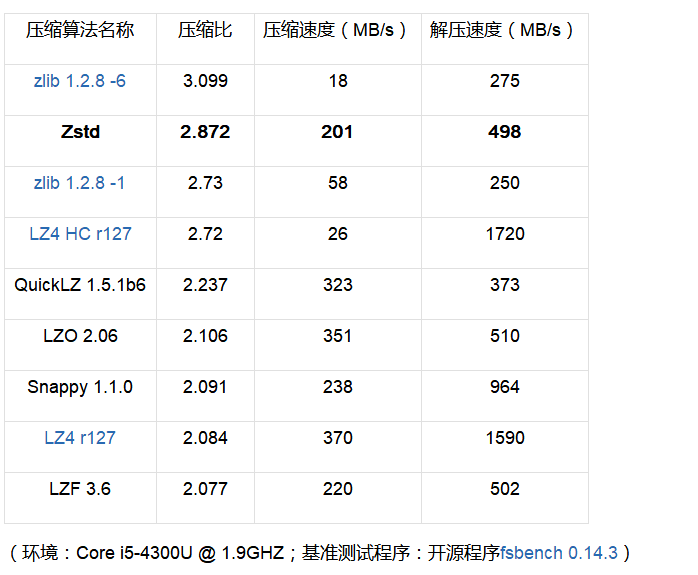 压缩算法名称 压缩比 压缩速度（MB/s） 解压速度（MB/s）
zlib 1.2.8 -6 3.099 18 275
Zstd 2.872 201 498
zlib 1.2.8 -1 2.73 58 250
LZ4 HC r127 2.72 26 1720
QuickLZ 1.5.1b6 2.237 323 373
LZO 2.06 2.106 351 510
Snappy 1.1.0 2.091 238 964
LZ4 r127 2.084 370 1590
LZF 3.6 2.077 220 502
（环境：Core i5-4300U @ 1.9GHZ；基准测试程序：开源程序fsbench 0.14.3）